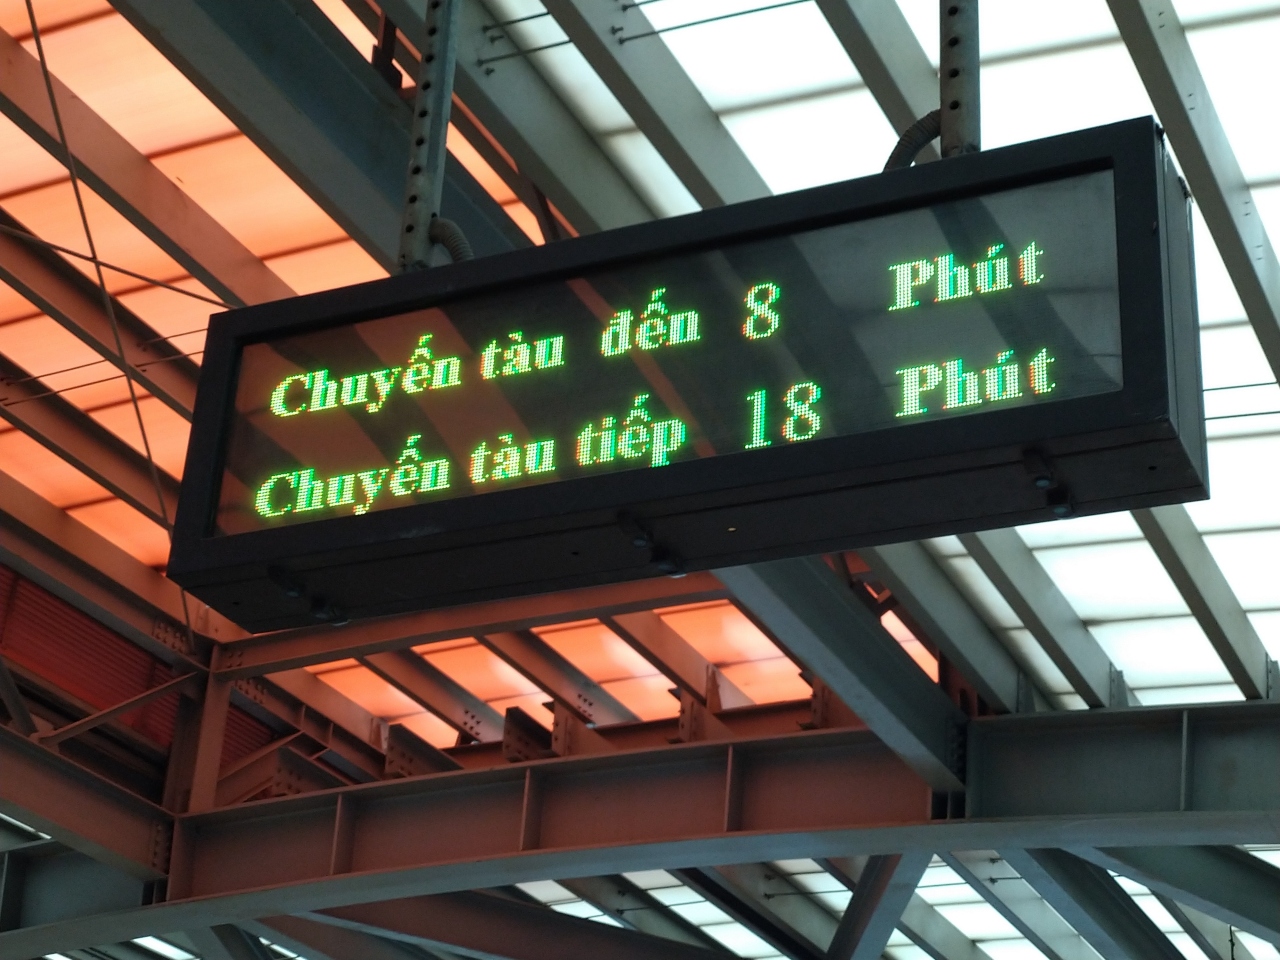 Chuyến tàu đến 8 Phút
Chuyến tàu tiếp 18 Phút